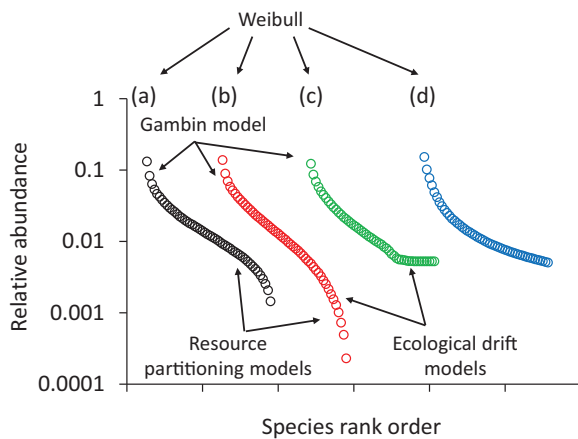 Weibull
(a) (b) (c) (d)
1
Gambin model
0.1
0.01
0.001
0.0001
Relative abundance
Resource
partitioning models
Ecological drift
models
Species rank order